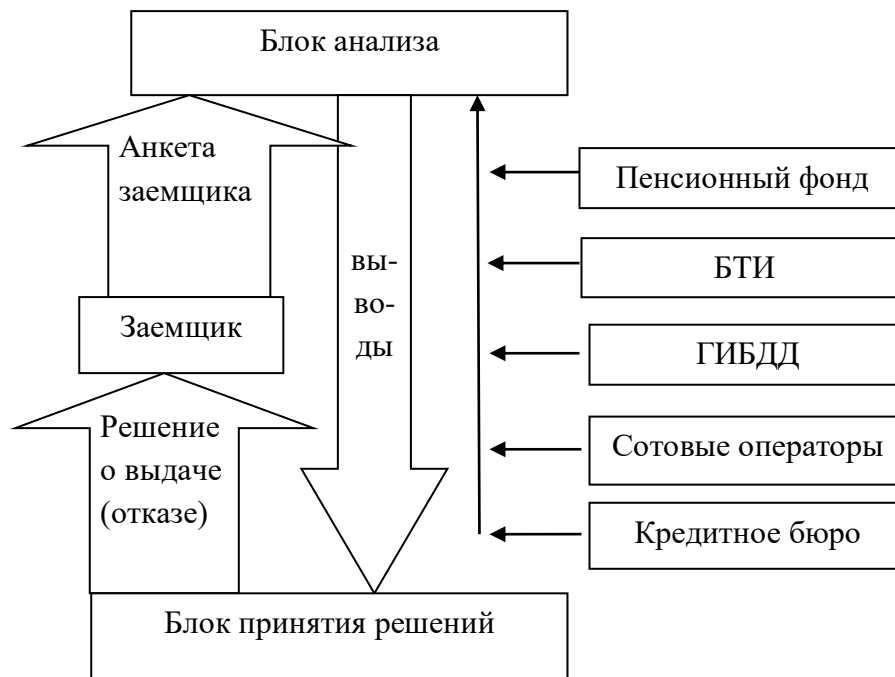 Блок анализа
Анкета
заемщика
Пенсионный фонд
БТИ
вы-
во-
ды
Заемщик
ГИБДД
Решение
о выдаче
(отказе)
Сотовые операторы
Кредитное бюро
Блок принятия решений